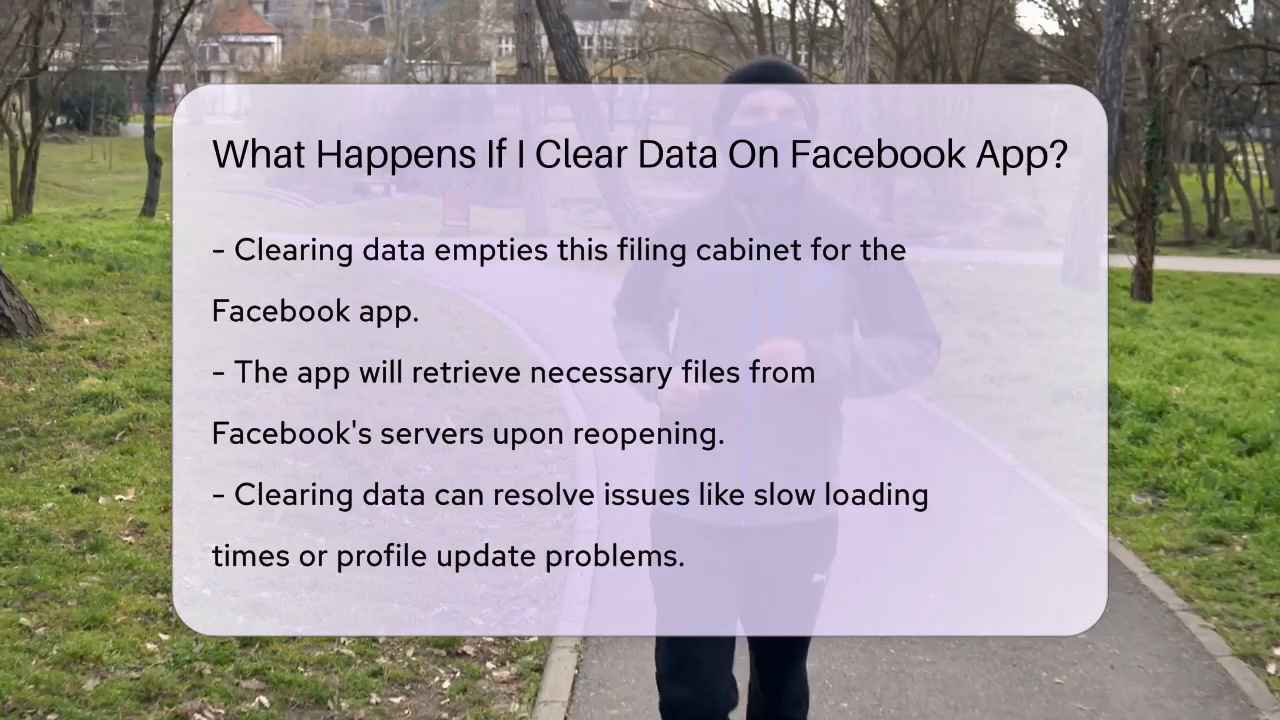 What Happens If I Clear Data On Facebook App?
- Clearing data empties this filing cabinet for the
Facebook app.
- The app will retrieve necessary files from
Facebook's servers upon reopening.
- Clearing data can resolve issues like slow loading
times or profile update problems.